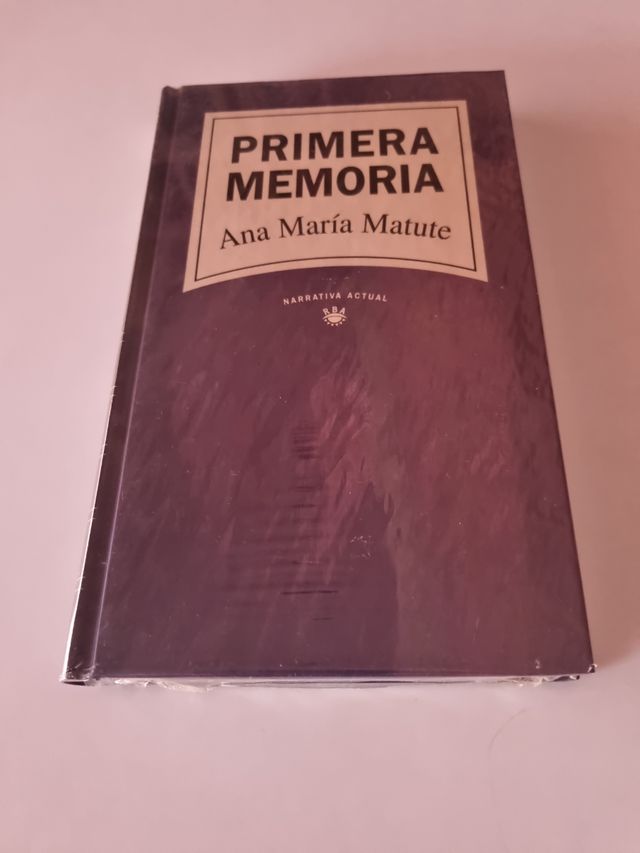 PRIMERA
MEMORIA
Ana María Matute
NARRATIVA ACTUAL
RBA